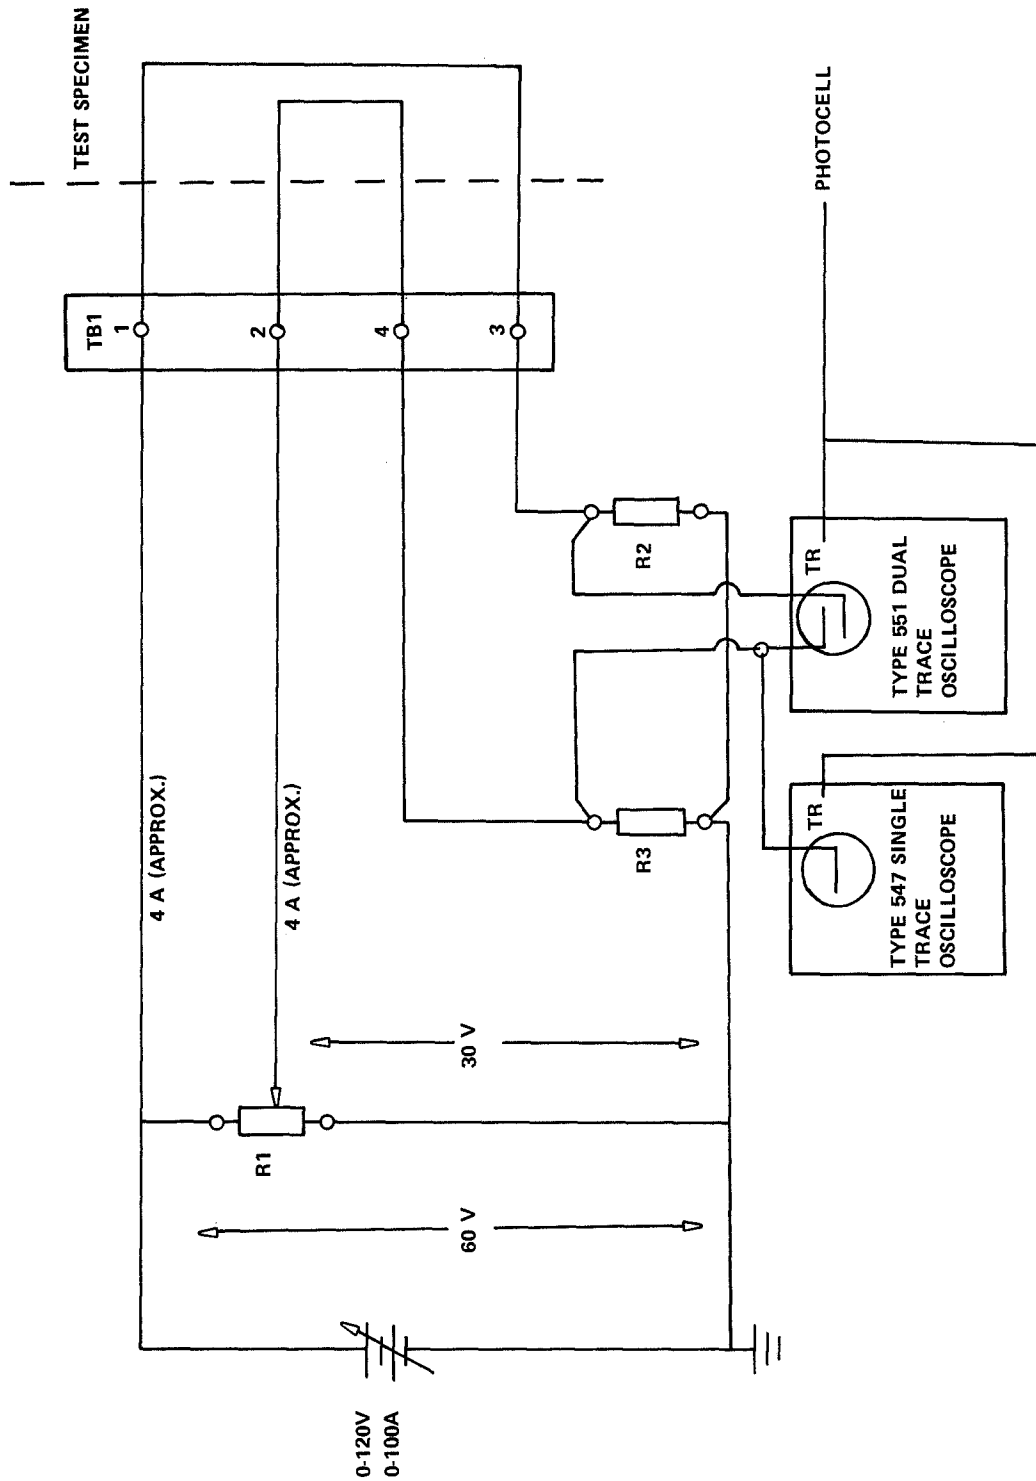 TEST SPECIMEN
TB1
1
2
4
3
4 A (APPROX.)
4 A (APPROX.)
PHOTOCELL
R1
R2
R3
30 V
60 V
0-120V
0-100A
TR
TYPE 551 DUAL
TRACE
OSCILLOSCOPE
TR
TYPE 547 SINGLE
TRACE
OSCILLOSCOPE